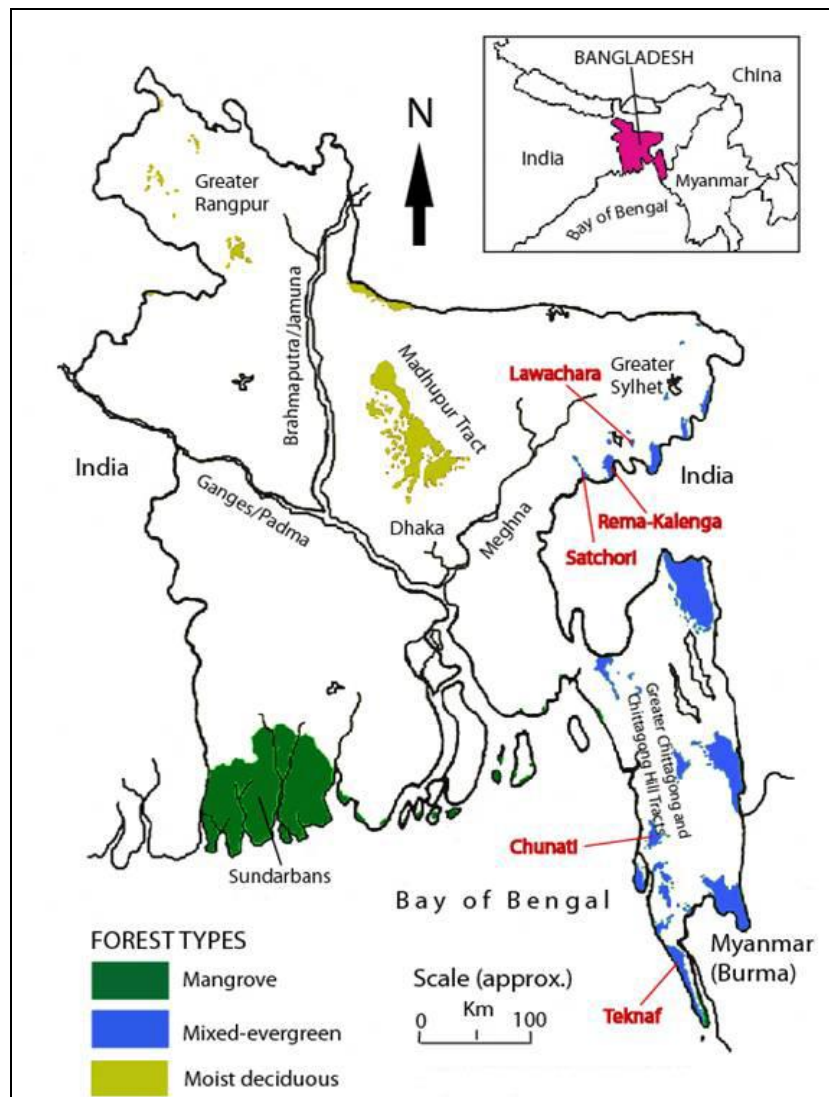 BANGLADESH
China
India
Myanmar
Bay of Bengal
N
Greater
Rangpur
Brahmaputra/Jamuna
Madhupur Tract
Lawachara
Greater
Sylhet
India
India
Ganges/Padma
Dhaka
Meghna
Rema-Kalenga
Satchori
Greater Chittagong and
Chittagong Hill Tracts
Chunati
Sundarbans
Bay of Bengal
Myanmar
(Burma)
Teknaf
FOREST TYPES
Mangrove
Mixed-evergreen
Moist deciduous
Scale (approx.)
Km
0 100